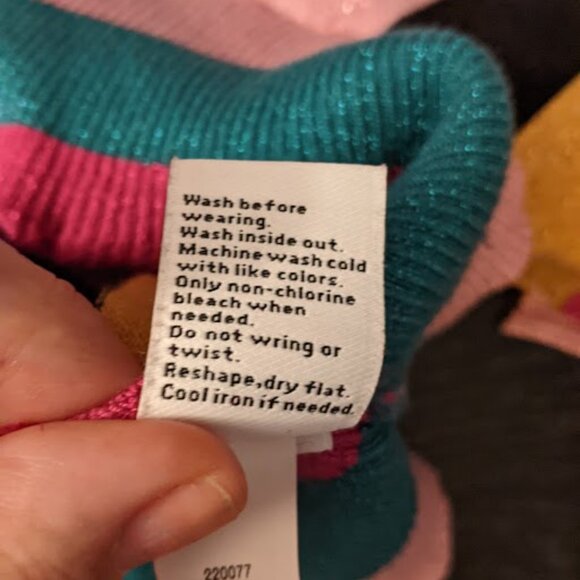 Wash before
wearing.
Wash inside out.
Machine wash cold
with like colors.
Only non-chlorine
bleach when
needed.
Do not wring or
twist.
Reshape,dry flat.
Cool iron if needed.
220077